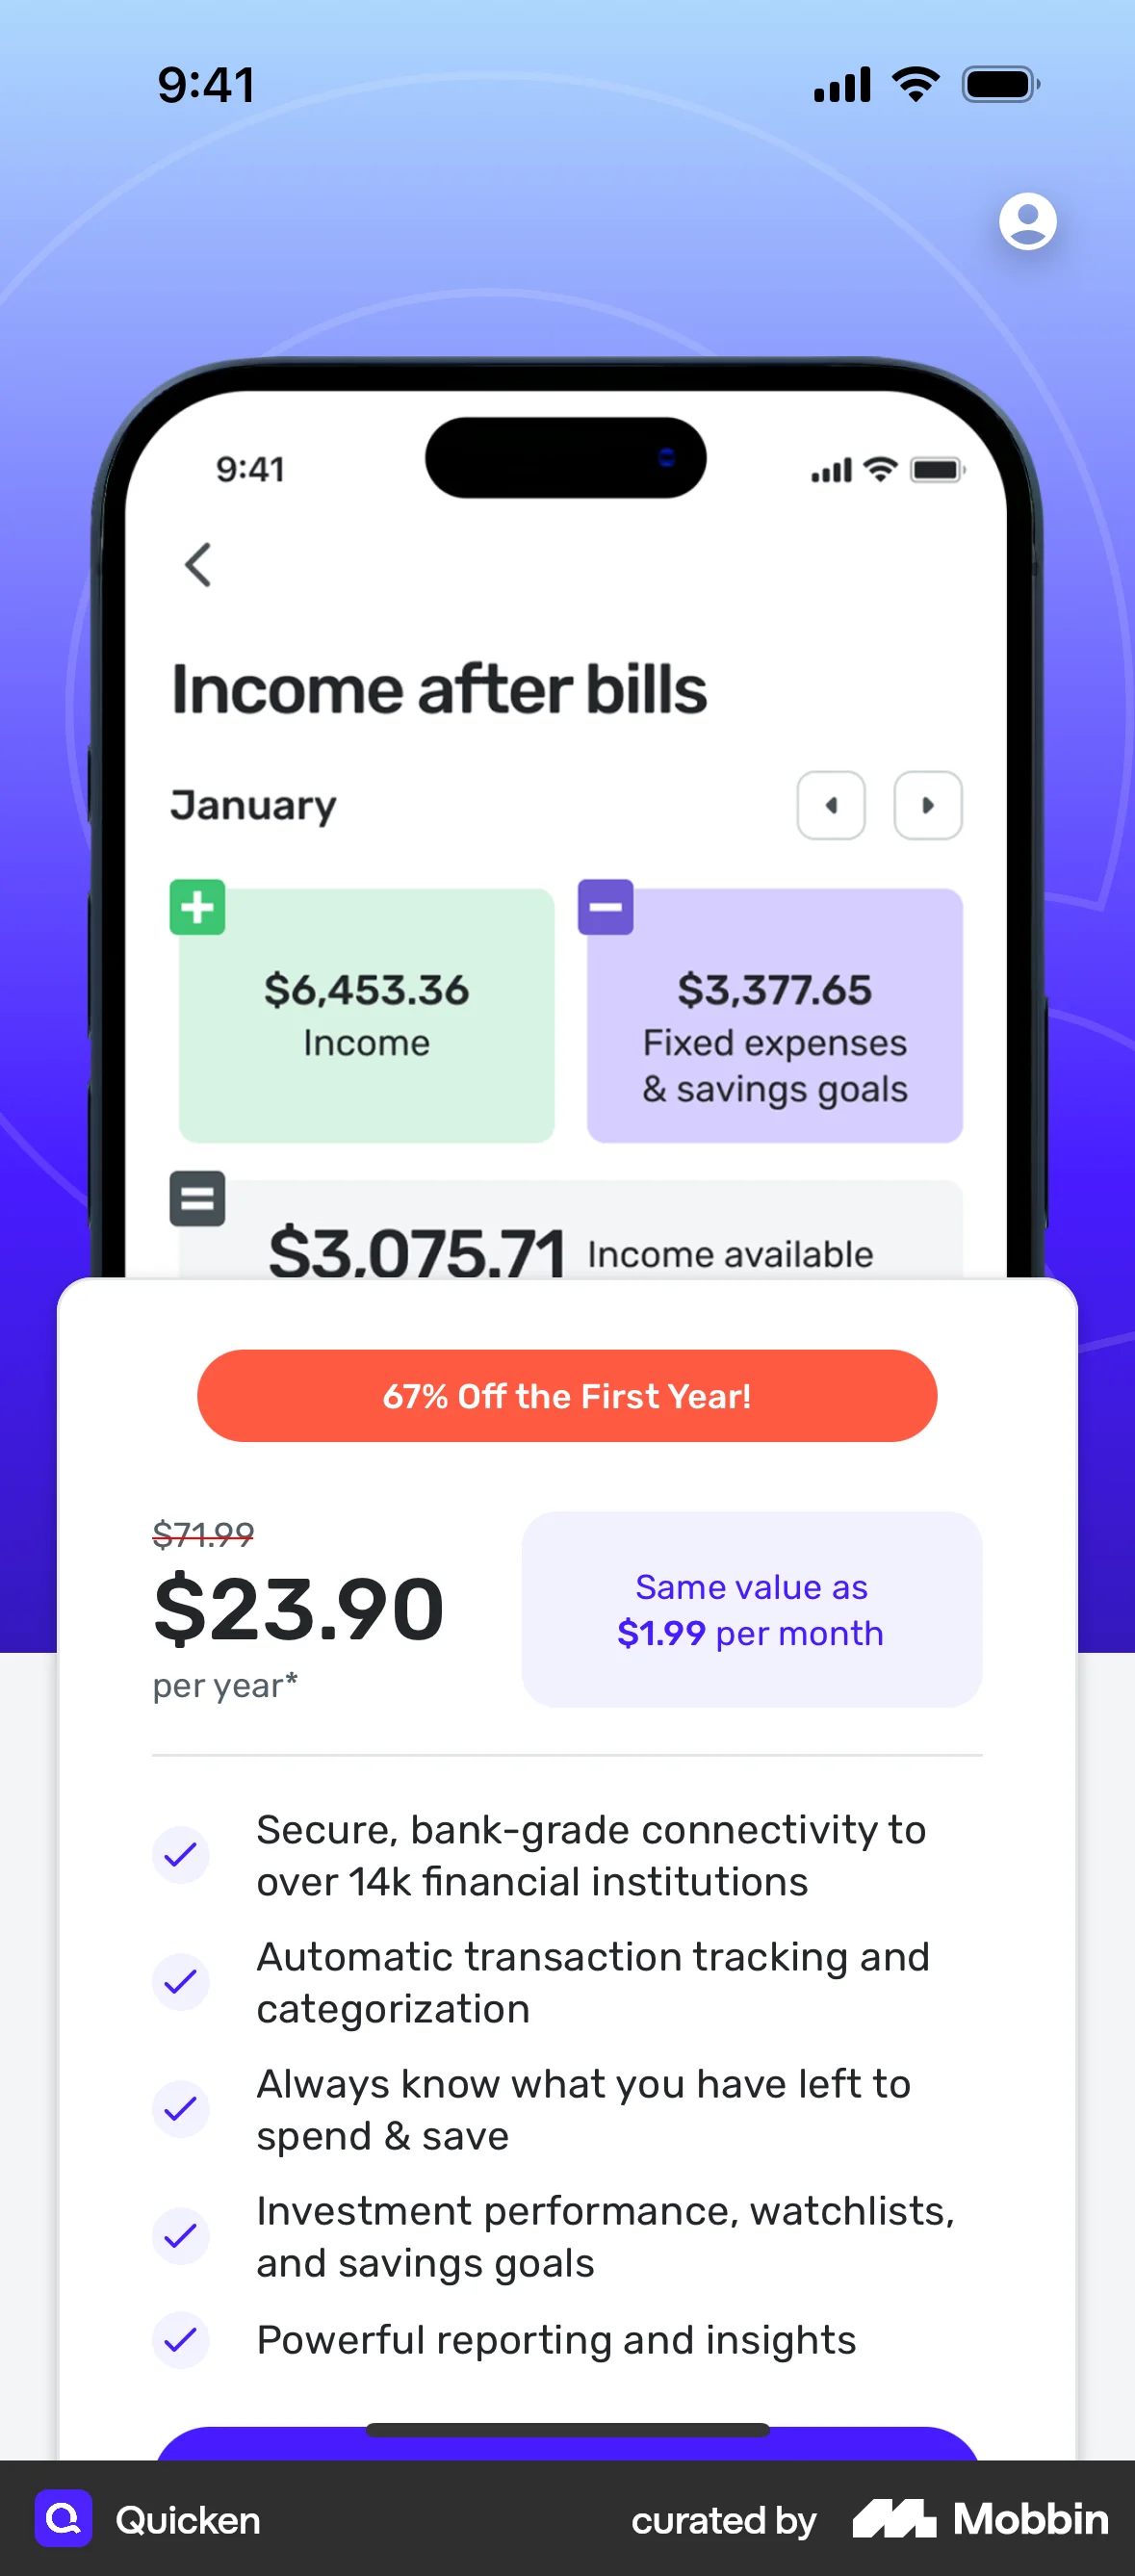 9:41
9:41
Income after bills
January
$6,453.36
Income
$3,377.65
Fixed expenses
& savings goals
$3,075.71 Income available
67% Off the First Year!
$71.99
$23.90
per year*
Same value as
$1.99 per month
Secure, bank-grade connectivity to
over 14k financial institutions
Automatic transaction tracking and
categorization
Always know what you have left to
spend & save
Investment performance, watchlists,
and savings goals
Powerful reporting and insights
Quicken
curated by Mobbin